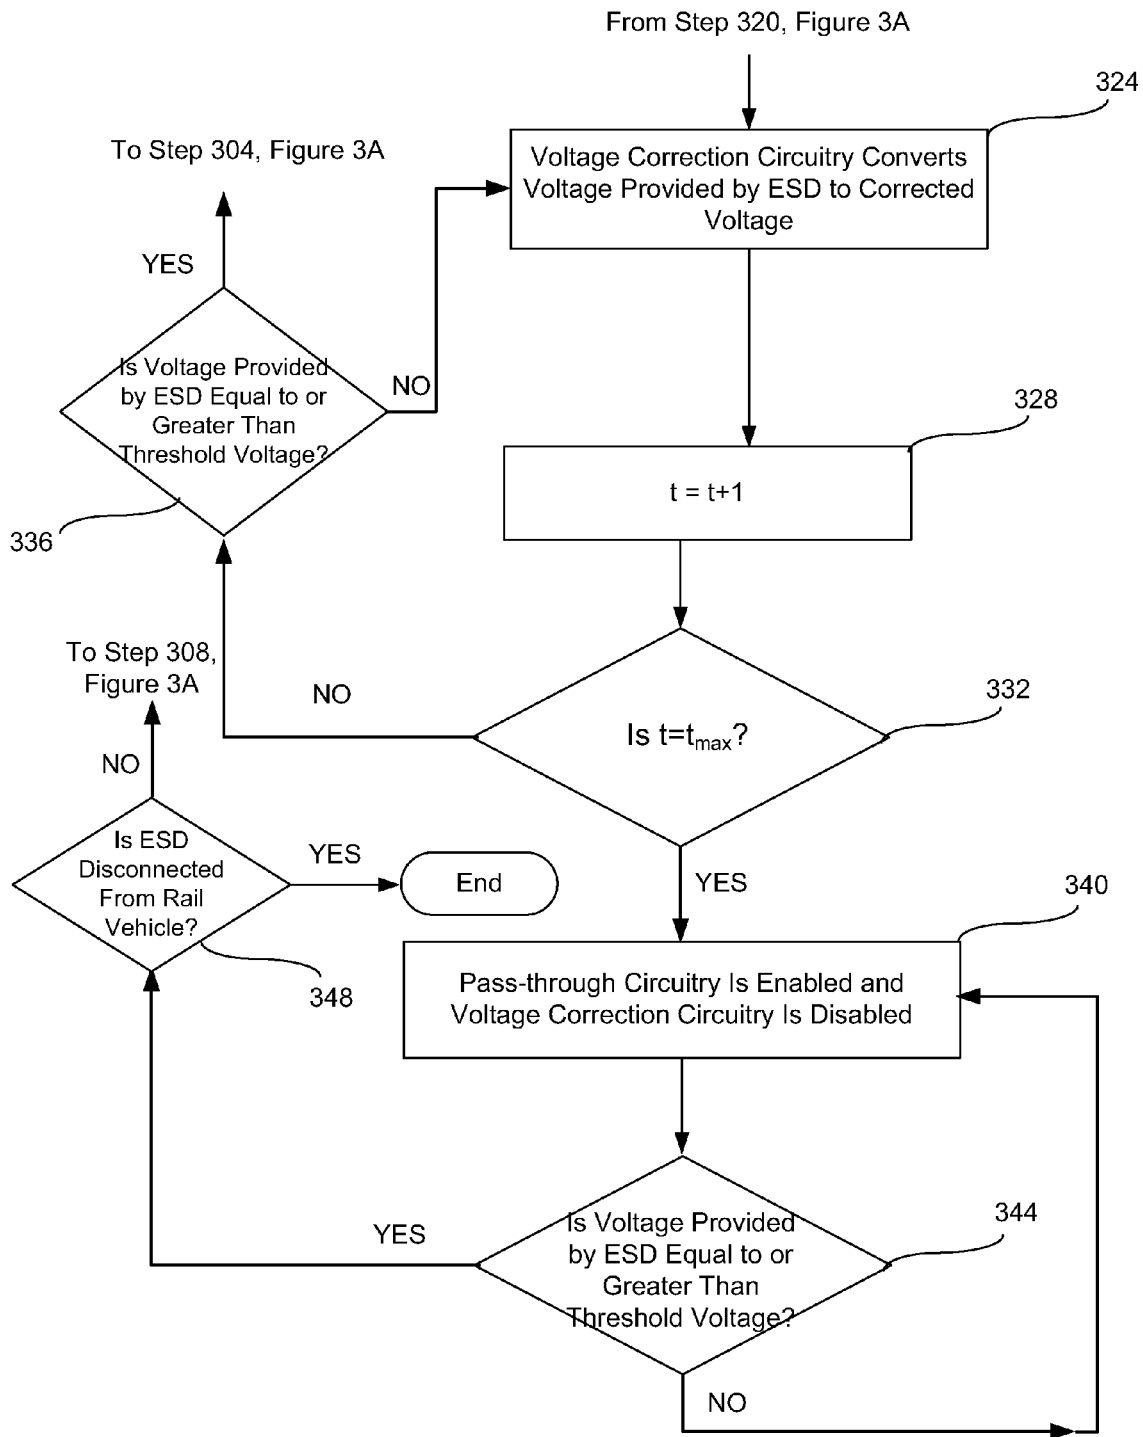 From Step 320, Figure 3A
324
To Step 304, Figure 3A
Voltage Correction Circuitry Converts
Voltage Provided by ESD to Corrected
Voltage
YES
Is Voltage Provided
by ESD Equal to or
Greater Than
Threshold Voltage?
NO
336
328
t = t+1
To Step 308,
Figure 3A
NO
332
Is t=tmax?
NO
YES
Is ESD
Disconnected
From Rail
Vehicle?
YES
End
348
340
Pass-through Circuitry Is Enabled and
Voltage Correction Circuitry Is Disabled
YES
344
Is Voltage Provided
by ESD Equal to or
Greater Than
Threshold Voltage?
NO